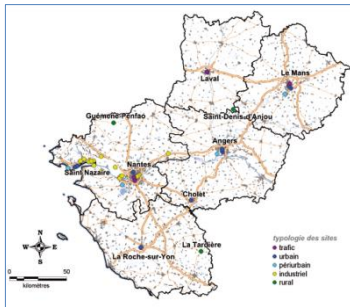 Laval
Le Mans
Guémené-Penfao
Saint-Denis-d'Anjou
Angers
Saint Nazaire
Nantes
Cholet
La Roche-sur-Yon
La Tardière
N
W E
S
0 50
kilomètres
typologie des sites
trafic
urbain
périurbain
industriel
rural